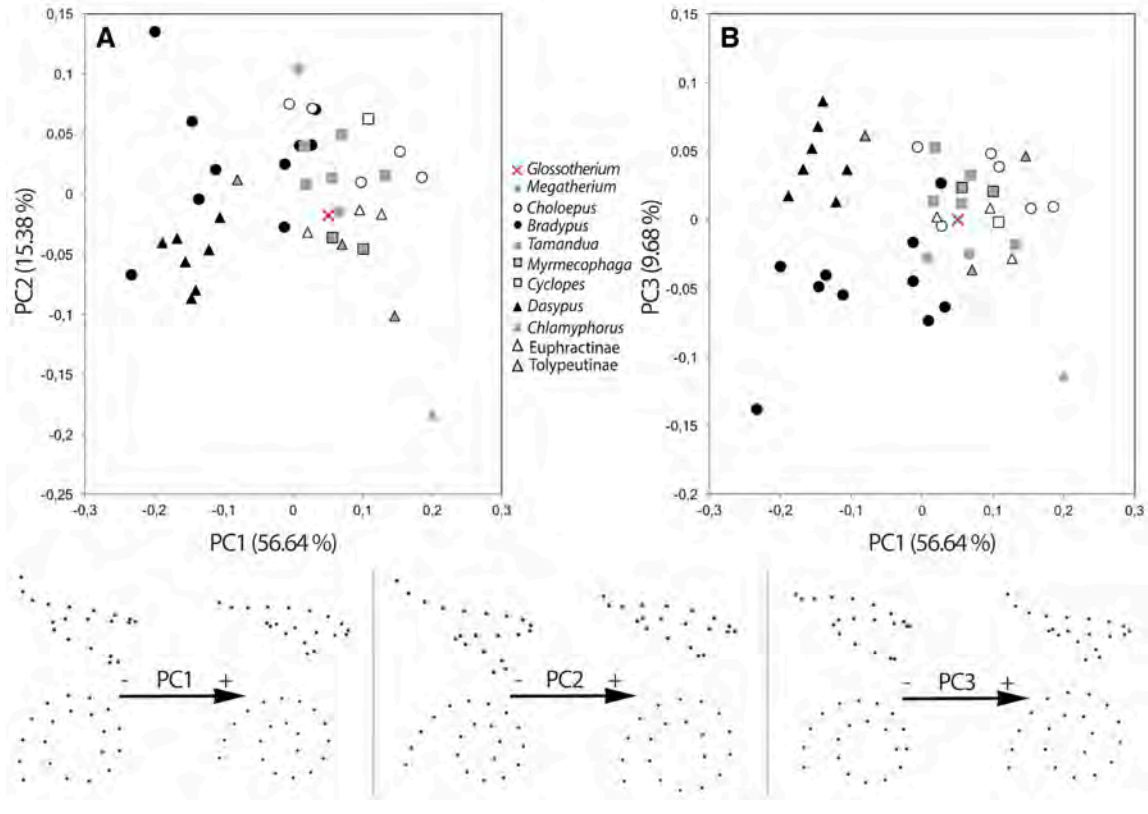 A
0,15
0,1
0,05
0
-0,05
-0,1
-0,15
-0,2
-0,25
-0,3
-0,2
-0,1
0
0,1
0,2
0,3
PC2 (15.38 %)
PC1 (56.64 %)
Glossotherium
Megatherium
Choloepus
Bradypus
Tamandua
Myrmecophaga
Cyclopes
Dasypus
Chlamyphorus
Euphractinae
Tolypeutinae
B
0,15
0,1
0,05
0
-0,05
-0,1
-0,15
-0,2
-0,3
-0,2
-0,1
0
0,1
0,2
0,3
PC3 (9.68 %)
PC1 (56.64 %)
- PC1 +
- PC2 +
- PC3 +